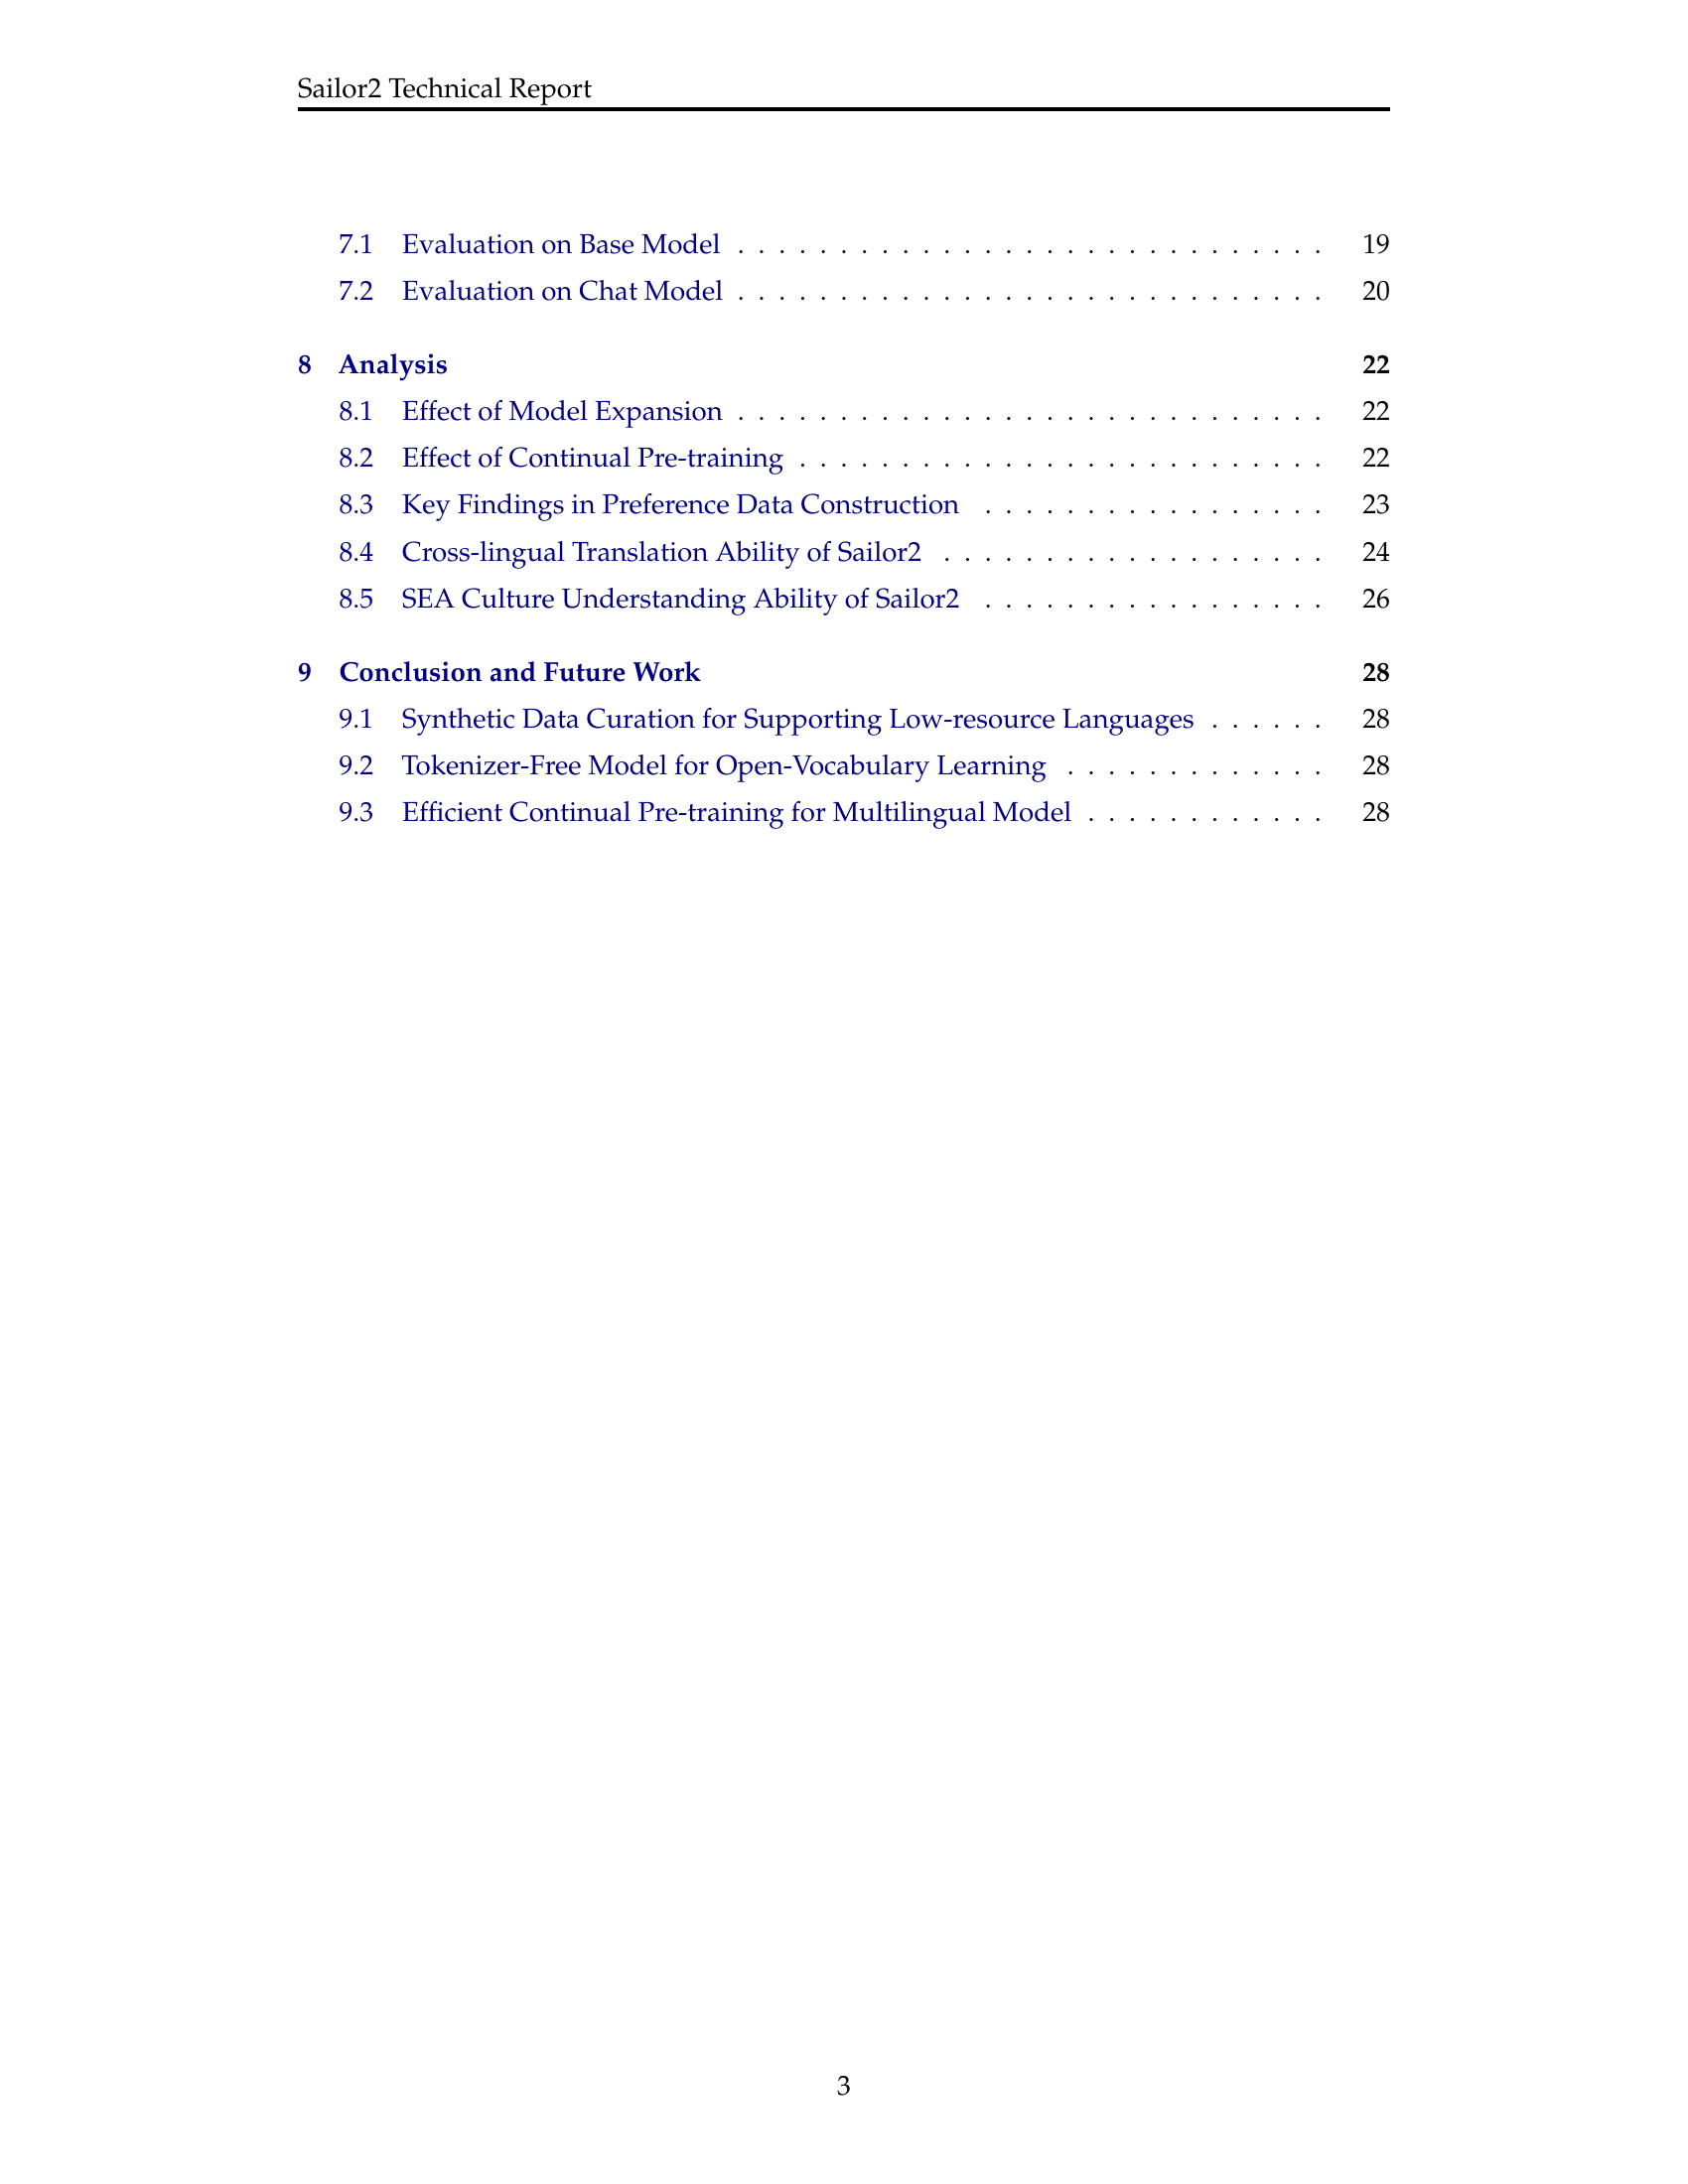 Sailor2 Technical Report
7.1 Evaluation on Base Model . . . . . . . . . . . . . . . . . . . . . . . . . . . . . 19
7.2 Evaluation on Chat Model . . . . . . . . . . . . . . . . . . . . . . . . . . . . . 20
8 Analysis 22
8.1 Effect of Model Expansion . . . . . . . . . . . . . . . . . . . . . . . . . . . . . 22
8.2 Effect of Continual Pre-training . . . . . . . . . . . . . . . . . . . . . . . . . . 22
8.3 Key Findings in Preference Data Construction . . . . . . . . . . . . . . . . . 23
8.4 Cross-lingual Translation Ability of Sailor2 . . . . . . . . . . . . . . . . . . . 24
8.5 SEA Culture Understanding Ability of Sailor2 . . . . . . . . . . . . . . . . . 26
9 Conclusion and Future Work 28
9.1 Synthetic Data Curation for Supporting Low-resource Languages . . . . . . 28
9.2 Tokenizer-Free Model for Open-Vocabulary Learning . . . . . . . . . . . . . 28
9.3 Efficient Continual Pre-training for Multilingual Model . . . . . . . . . . . . 28
3